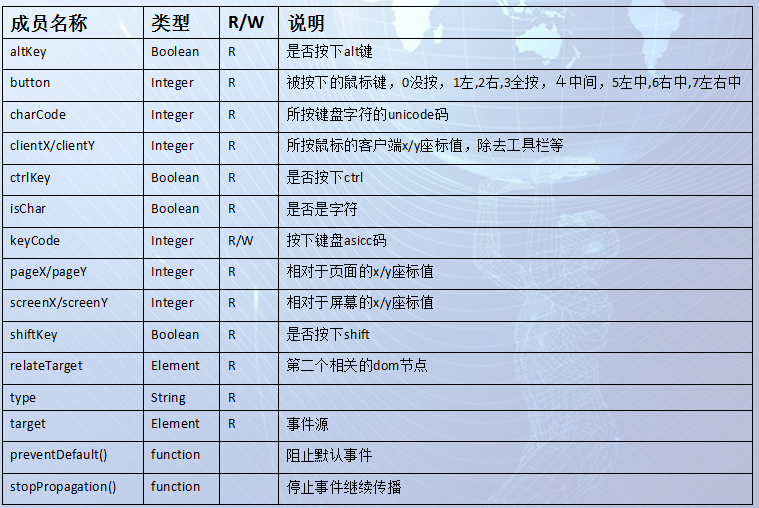 成员名称 类型 R/W 说明
altKey Boolean R 是否按下alt键
button Integer R 被按下的鼠标键，0没按，1左,2右,3全按，４中间，5左中,6右中,7左右中
charCode Integer R 所按键盘字符的unicode码
clientX/clientY Integer R 所按鼠标的客户端x/y座标值，除去工具栏等
ctrlKey Boolean R 是否按下ctrl
isChar Boolean R 是否是字符
keyCode Integer R/W 按下键盘asicc码
pageX/pageY Integer R 相对于页面的x/y座标值
screenX/screenY Integer R 相对于屏幕的x/y座标值
shiftKey Boolean R 是否按下shift
relateTarget Element R 第二个相关的dom节点
type String R
target Element R 事件源
preventDefault() function 阻止默认事件
stopPropagation() function 停止事件继续传播